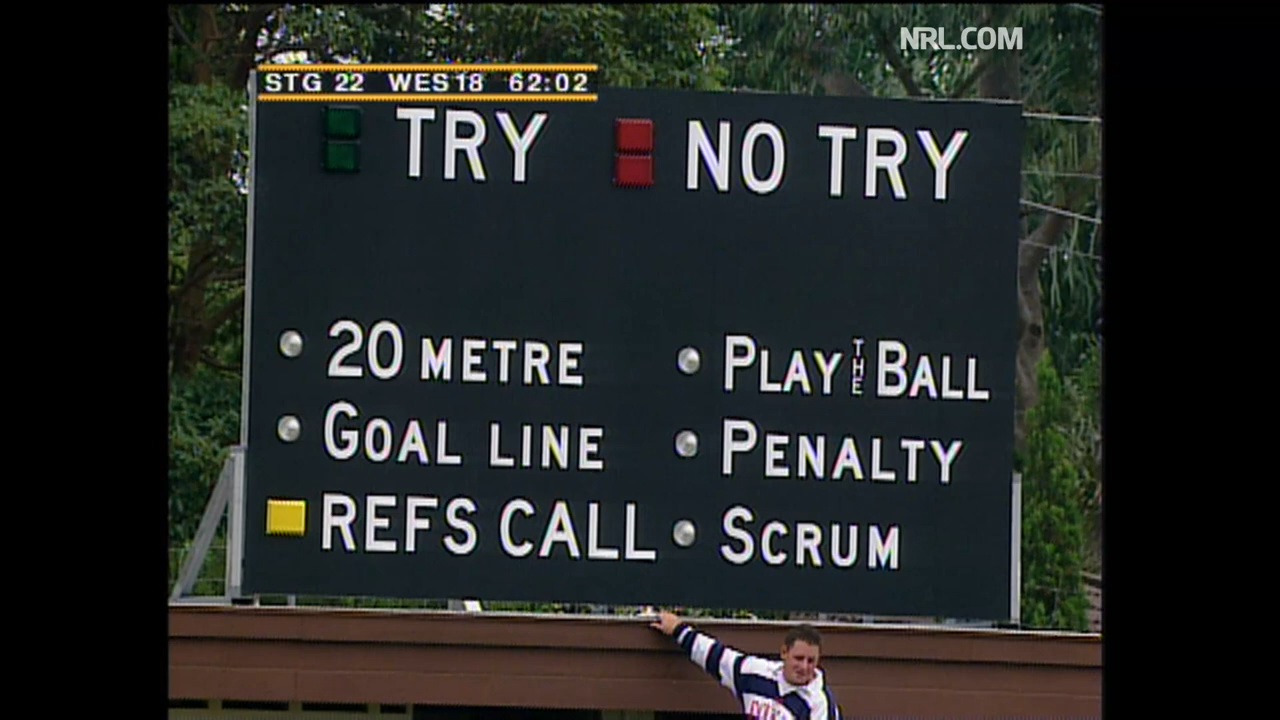 NRL.COM
STG 22 WES 18 62:02
TRY NO TRY
20 METRE PLAY THE BALL
GOAL LINE PENALTY
REFS CALL SCRUM